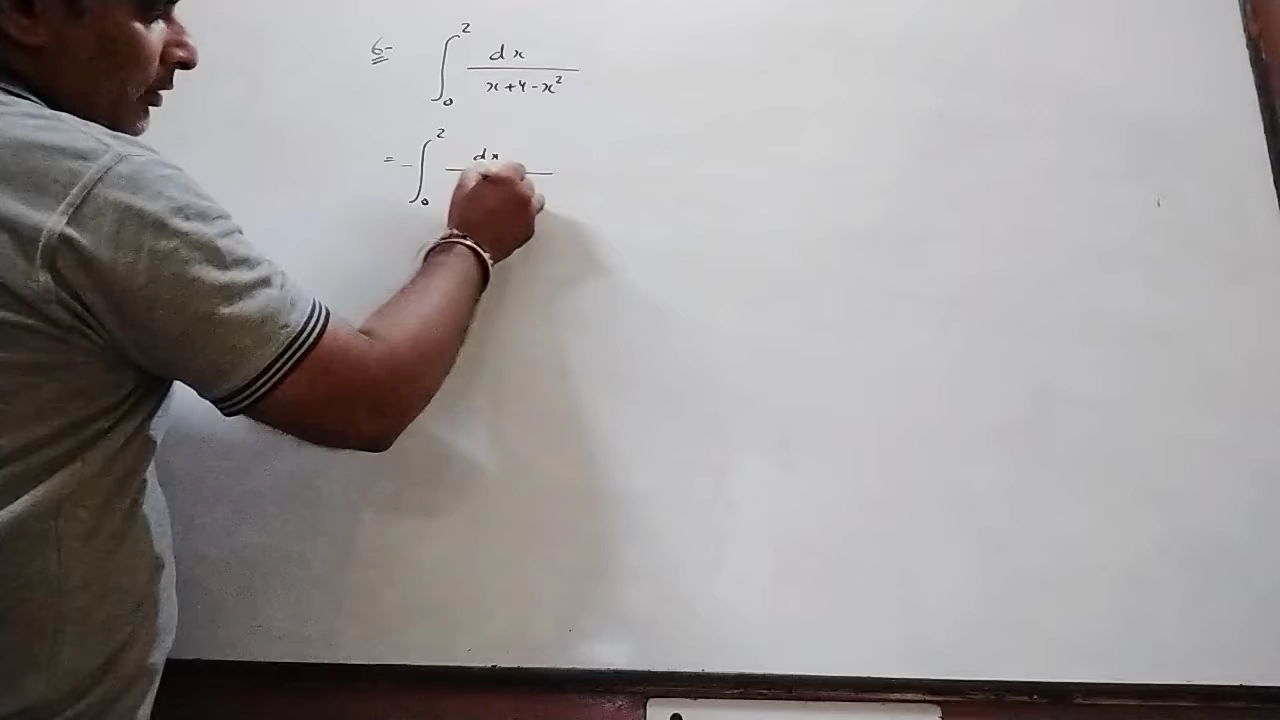 6- ∫₀² dx / (x+4-x²)
= -∫₀² dx